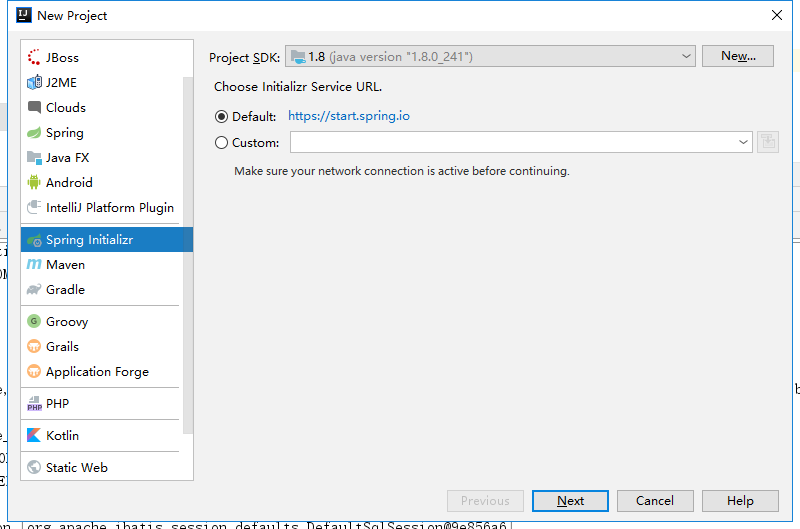 New Project
JBoss
J2ME
Clouds
Spring
Java FX
Android
IntelliJ Platform Plugin
Spring Initializr
Maven
Gradle
Groovy
Grails
Application Forge
PHP
Kotlin
Static Web
Project SDK: 1.8 (java version "1.8.0_241") New...
Choose Initializr Service URL.
Default: https://start.spring.io
Custom:
Make sure your network connection is active before continuing.
Previous Next Cancel Help
org.apache.ibatis.session.defaults.DefaultSqlSession@9e856a6